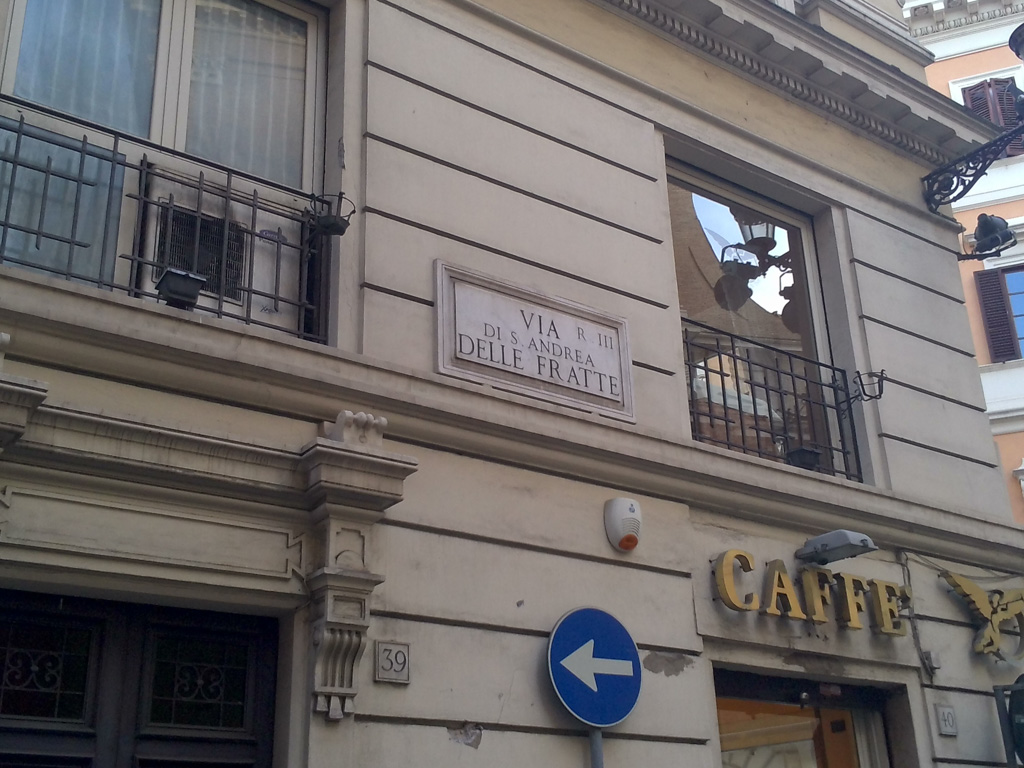 VIA R. III
DI S. ANDREA
DELLE FRATTE
CAFFE
39
40